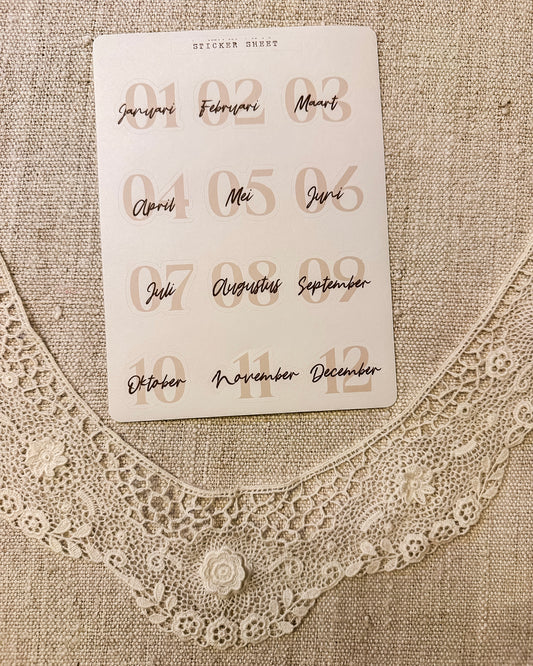 STICKER SHEET
01 Januari 02 Februari 03 Maart
04 April 05 Mei 06 Juni
07 Juli 08 Augustus 09 September
10 Oktober 11 November 12 December